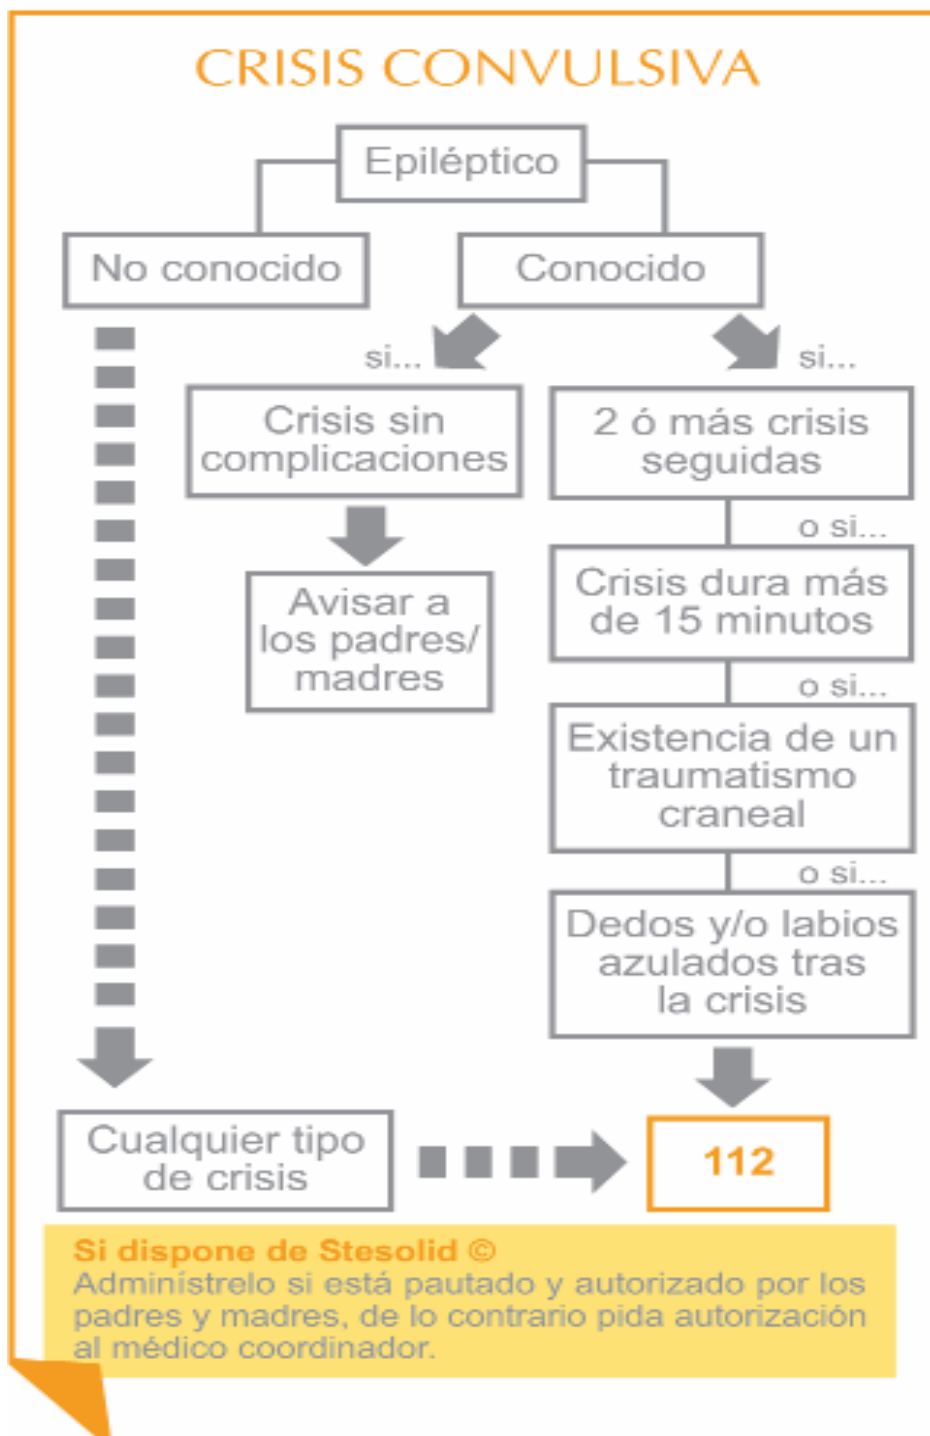 CRISIS CONVULSIVA
Epiléptico
No conocido
Conocido
si...
si...
Crisis sin
complicaciones
2 ó más crisis
seguidas
o si...
Avisar a
los padres/
madres
Crisis dura más
de 15 minutos
o si...
Existencia de un
traumatismo
craneal
o si...
Dedos y/o labios
azulados tras
la crisis
Cualquier tipo
de crisis
112
Si dispone de Stesolid ©
Adminístrelo si está pautado y autorizado por los
padres y madres, de lo contrario pida autorización
al médico coordinador.